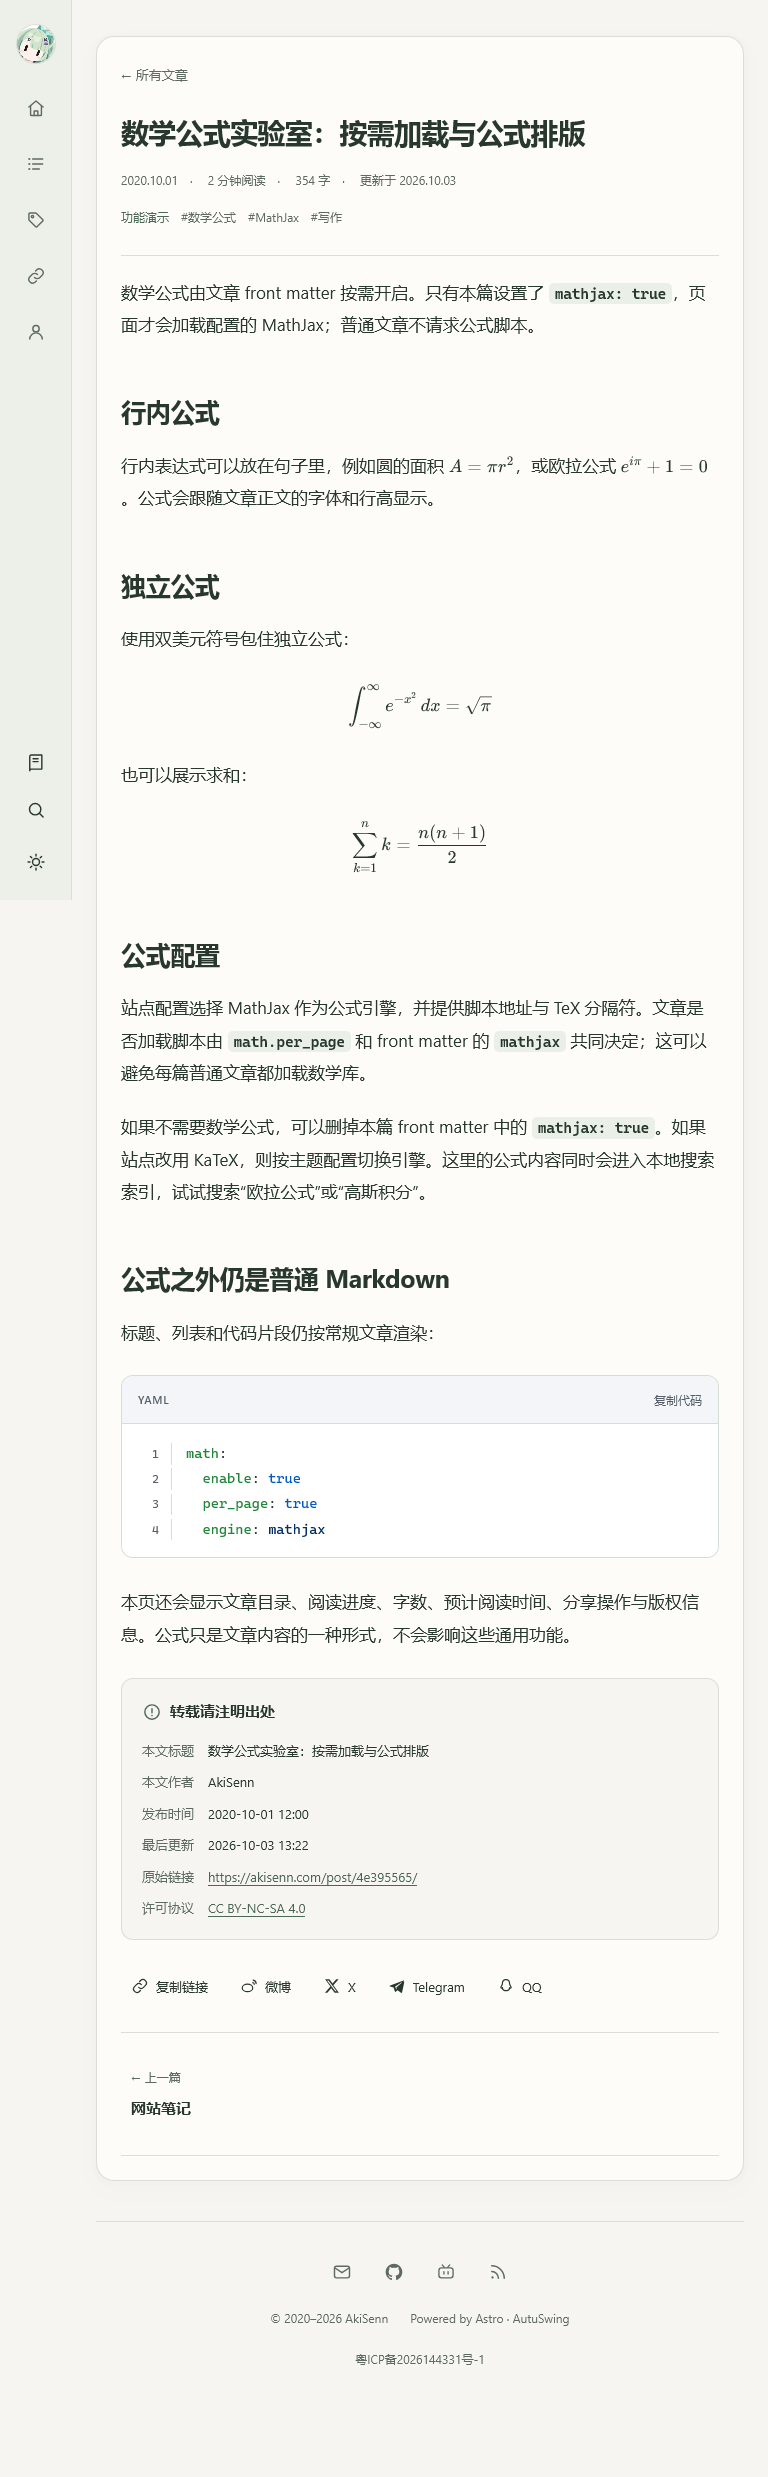 ← 所有文章
数学公式实验室：按需加载与公式排版
2020.10.01 · 2 分钟阅读 · 354 字 · 更新于 2026.10.03
功能演示 #数学公式 #MathJax #写作
数学公式由文章 front matter 按需开启。只有本篇设置了 mathjax: true，页
面才会加载配置的 MathJax；普通文章不请求公式脚本。
行内公式
行内表达式可以放在句子里，例如圆的面积 A = πr²，或欧拉公式 e^{iπ} + 1 = 0
。公式会跟随文章正文的字体和行高显示。
独立公式
使用双美元符号包住独立公式：
∫_{−∞}^{∞} e^{−x²} dx = √π
也可以展示求和：
∑_{k=1}^{n} k = n(n + 1)/2
公式配置
站点配置选择 MathJax 作为公式引擎，并提供脚本地址与 TeX 分隔符。文章是
否加载脚本由 math.per_page 和 front matter 的 mathjax 共同决定；这可以
避免每篇普通文章都加载数学库。
如果不需要数学公式，可以删掉本篇 front matter 中的 mathjax: true。如果
站点改用 KaTeX，则按主题配置切换引擎。这里的公式内容同时会进入本地搜索
索引，试试搜索“欧拉公式”或“高斯积分”。
公式之外仍是普通 Markdown
标题、列表和代码片段仍按常规文章渲染：
YAML 复制代码
1 math:
2   enable: true
3   per_page: true
4   engine: mathjax
本页还会显示文章目录、阅读进度、字数、预计阅读时间、分享操作与版权信
息。公式只是文章内容的一种形式，不会影响这些通用功能。
转载请注明出处
本文标题 数学公式实验室：按需加载与公式排版
本文作者 AkiSenn
发布时间 2020-10-01 12:00
最后更新 2026-10-03 13:22
原始链接 https://akisenn.com/post/4e395565/
许可协议 CC BY-NC-SA 4.0
复制链接 微博 X Telegram QQ
← 上一篇
网站笔记
© 2020–2026 AkiSenn Powered by Astro · AutuSwing
粤ICP备2026144331号-1